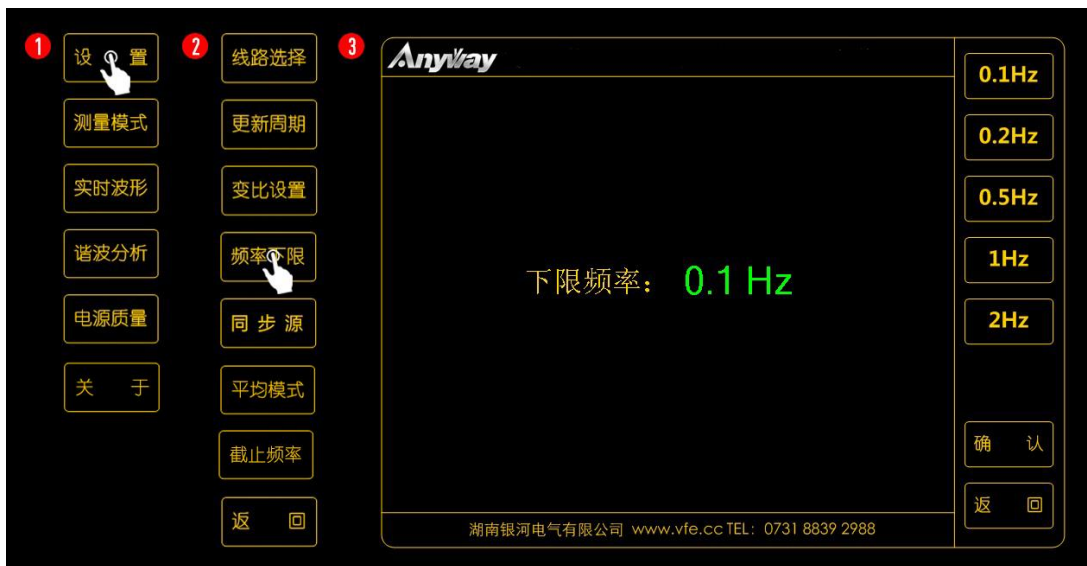 1
设 置
测量模式
实时波形
谐波分析
电源质量
关 于
2
线路选择
更新周期
变比设置
频率下限
同 步 源
平均模式
截止频率
返 回
3
Anyway
下限频率： 0.1 Hz
湖南银河电气有限公司 www.vfe.cc TEL：0731 8839 2988
0.1Hz
0.2Hz
0.5Hz
1Hz
2Hz
确 认
返 回